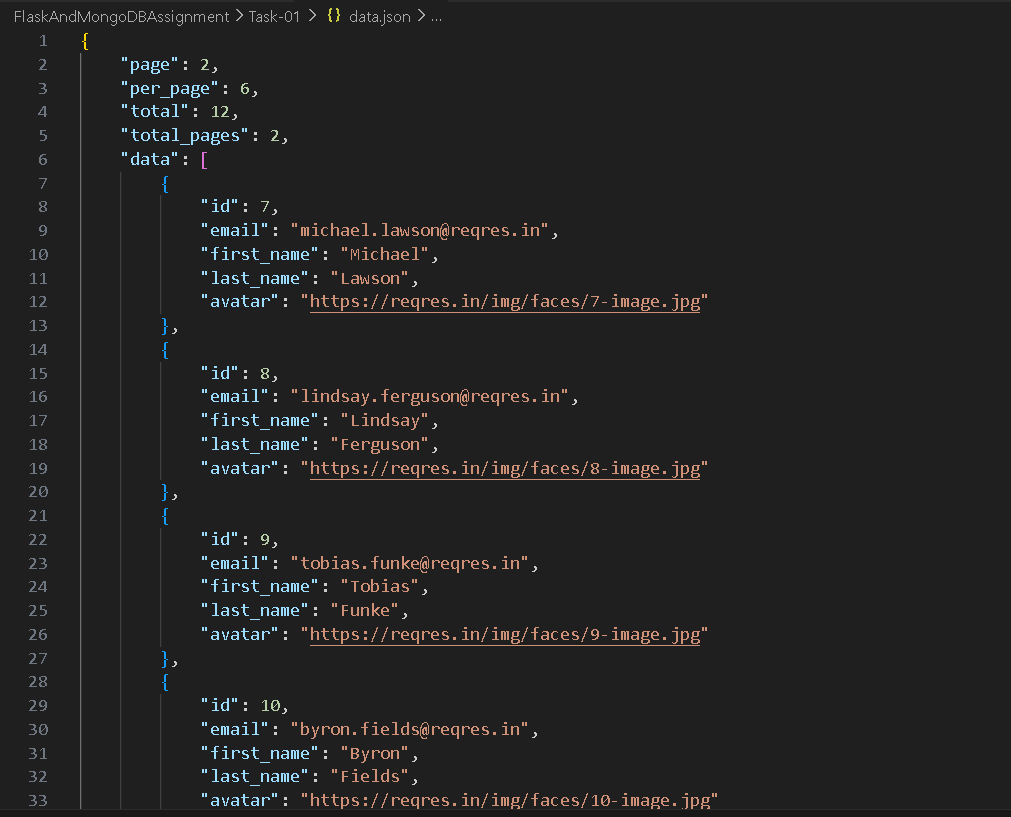 FlaskAndMongoDBAssignment > Task-01 > {} data.json > ...
1 {
2 "page": 2,
3 "per_page": 6,
4 "total": 12,
5 "total_pages": 2,
6 "data": [
7 {
8 "id": 7,
9 "email": "michael.lawson@reqres.in",
10 "first_name": "Michael",
11 "last_name": "Lawson",
12 "avatar": "https://reqres.in/img/faces/7-image.jpg"
13 },
14 {
15 "id": 8,
16 "email": "lindsay.ferguson@reqres.in",
17 "first_name": "Lindsay",
18 "last_name": "Ferguson",
19 "avatar": "https://reqres.in/img/faces/8-image.jpg"
20 },
21 {
22 "id": 9,
23 "email": "tobias.funke@reqres.in",
24 "first_name": "Tobias",
25 "last_name": "Funke",
26 "avatar": "https://reqres.in/img/faces/9-image.jpg"
27 },
28 {
29 "id": 10,
30 "email": "byron.fields@reqres.in",
31 "first_name": "Byron",
32 "last_name": "Fields",
33 "avatar": "https://reqres.in/img/faces/10-image.jpg"